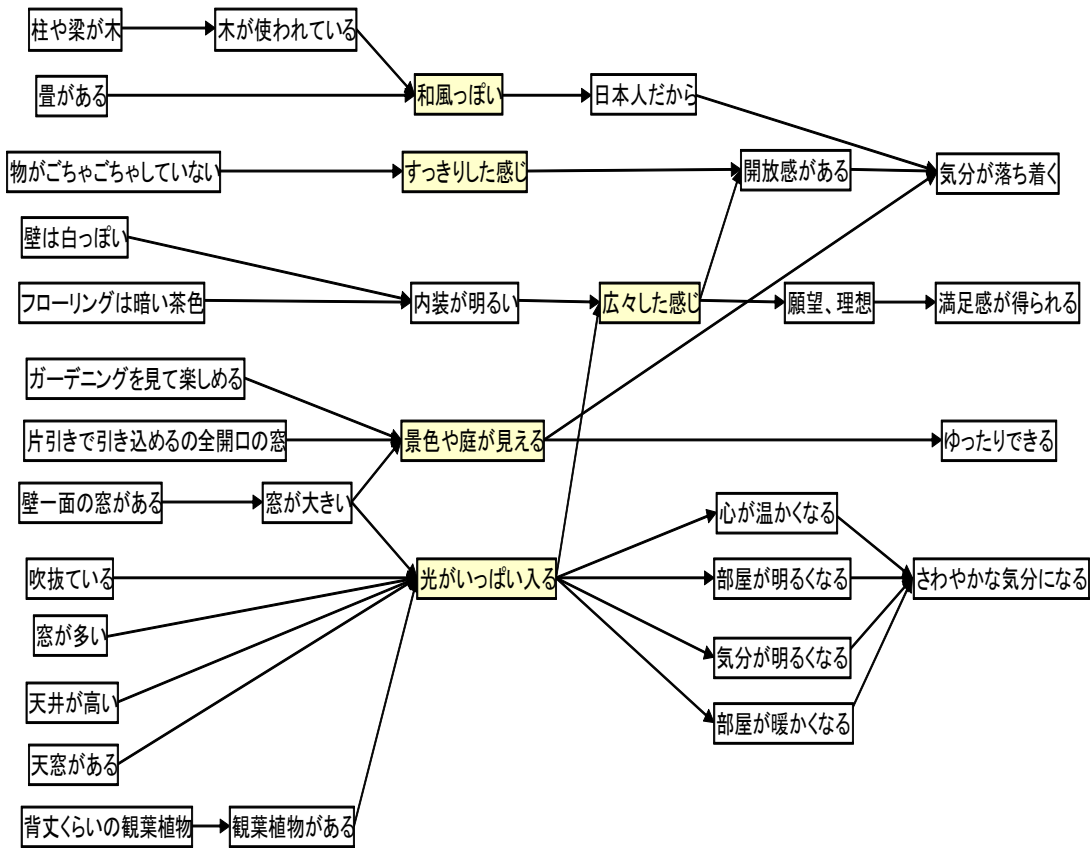 柱や梁が木
木が使われている
畳がある
和風っぽい
日本人だから
物がごちゃごちゃしていない
すっきりした感じ
開放感がある
気分が落ち着く
壁は白っぽい
フローリングは暗い茶色
内装が明るい
広々した感じ
願望、理想
満足感が得られる
ガーデニングを見て楽しめる
片引きで引き込めるの全開口の窓
景色や庭が見える
ゆったりできる
壁一面の窓がある
窓が大きい
心が温かくなる
吹抜ている
光がいっぱい入る
部屋が明るくなる
さわやかな気分になる
窓が多い
気分が明るくなる
天井が高い
部屋が暖かくなる
天窓がある
背丈くらいの観葉植物
観葉植物がある